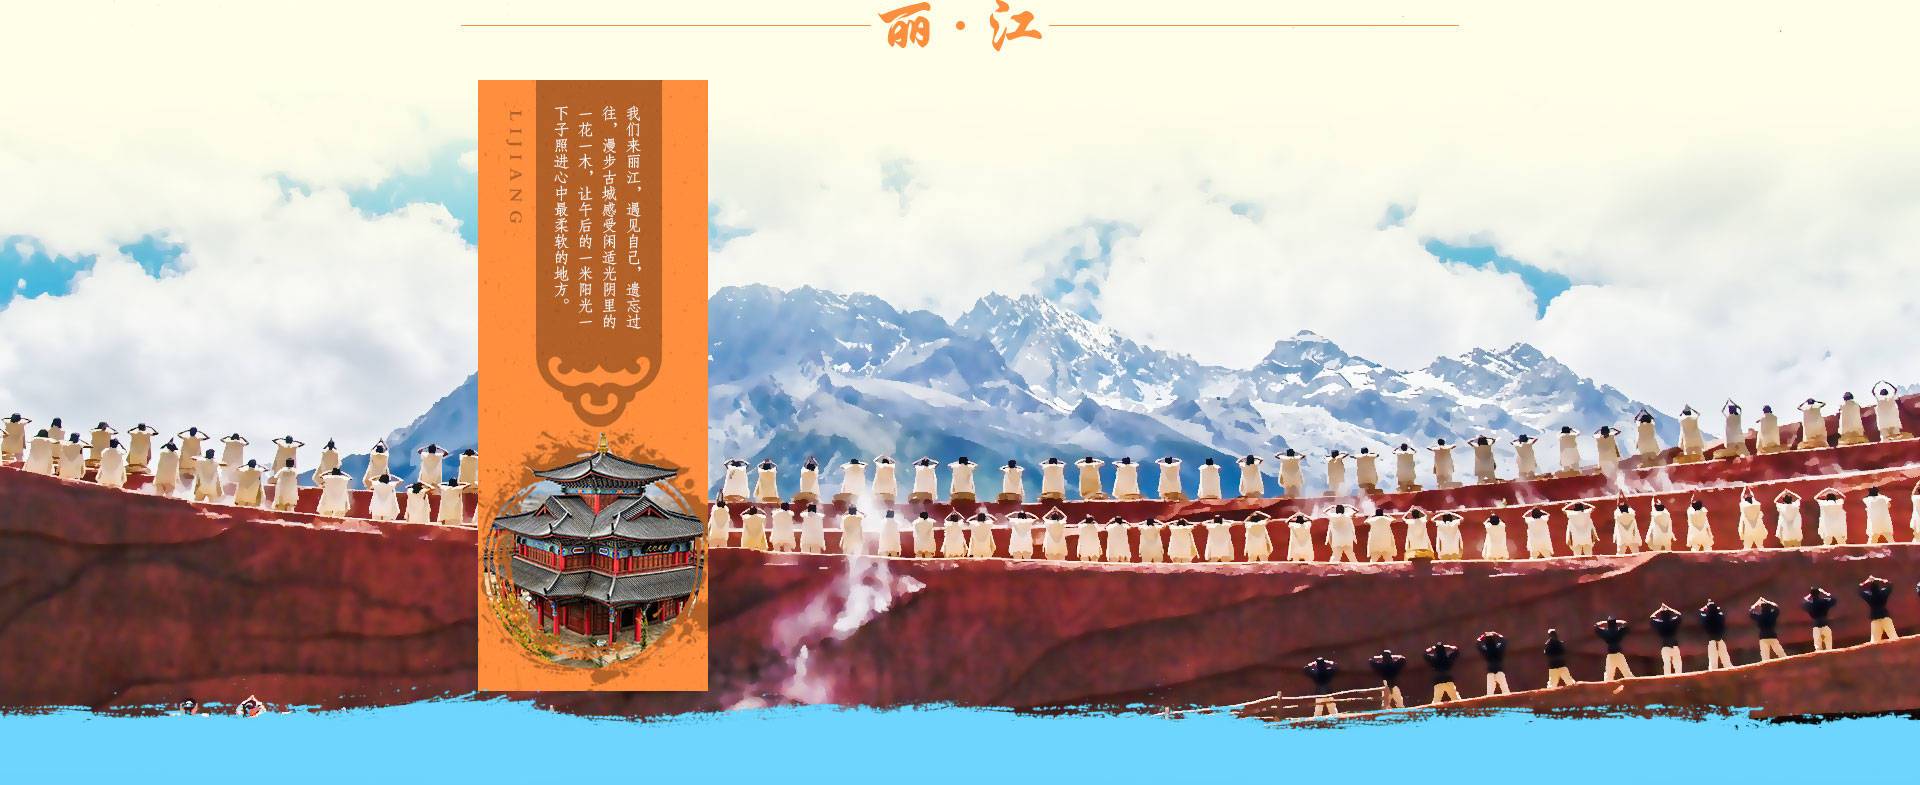 丽·江
我们来丽江，遇见自己，遗忘过
往，漫步古城感受闲适光阴里的
一花一木，让午后的一米阳光一
下子照进心中最柔软的地方。
LIJIANG